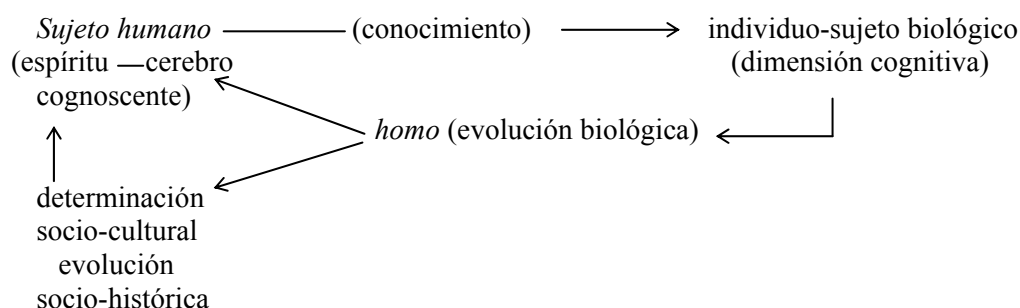 Sujeto humano (conocimiento) individuo-sujeto biológico
(espíritu — cerebro (dimensión cognitiva)
cognoscente)
homo (evolución biológica)
determinación
socio-cultural
evolución
socio-histórica